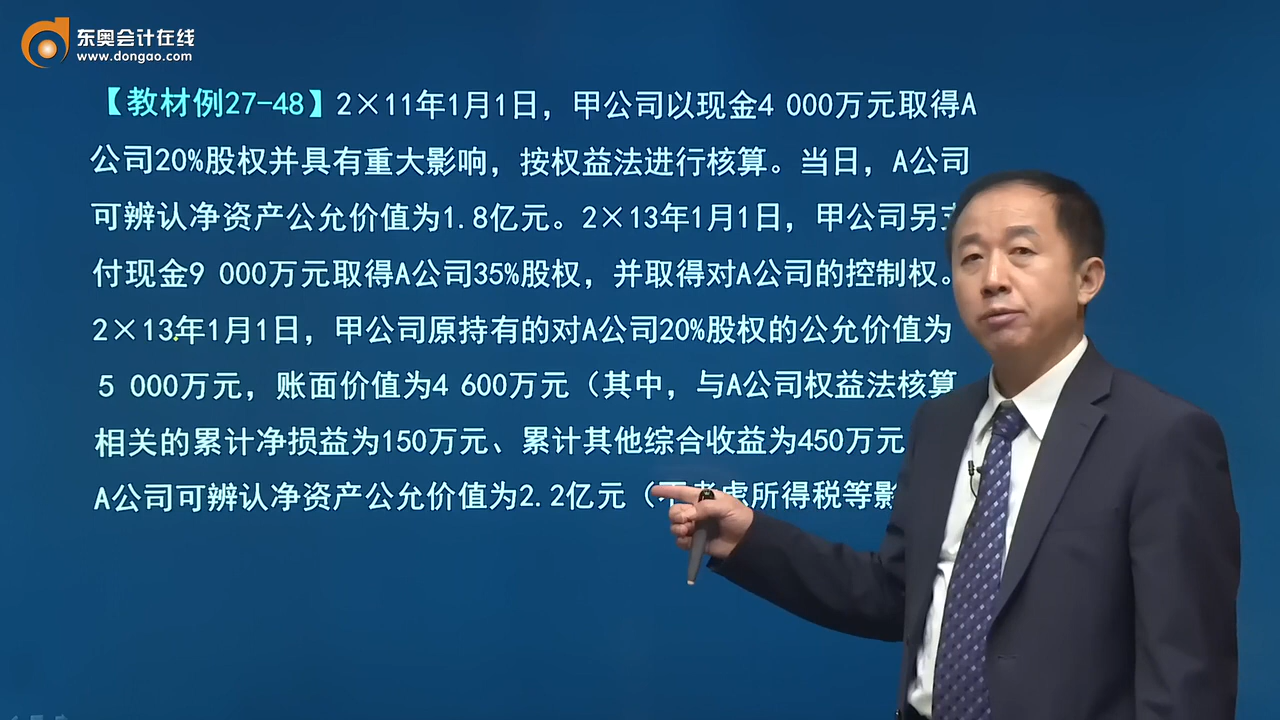 东奥会计在线
www.dongao.com
【教材例27-48】2×11年1月1日，甲公司以现金4 000万元取得A
公司20%股权并具有重大影响，按权益法进行核算。当日，A公司
可辨认净资产公允价值为1.8亿元。2×13年1月1日，甲公司另
付现金9 000万元取得A公司35%股权，并取得对A公司的控制权。
2×13年1月1日，甲公司原持有的对A公司20%股权的公允价值为
5 000万元，账面价值为4 600万元（其中，与A公司权益法核算
相关的累计净损益为150万元、累计其他综合收益为450万元
A公司可辨认净资产公允价值为2.2亿元（不考虑所得税等影